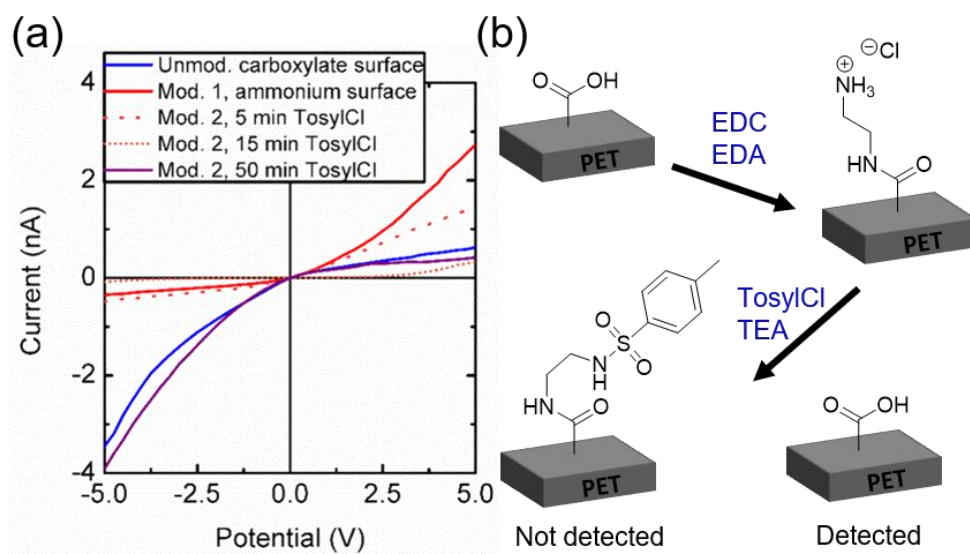 (a)
Unmod. carboxylate surface
Mod. 1, ammonium surface
Mod. 2, 5 min TosylCl
Mod. 2, 15 min TosylCl
Mod. 2, 50 min TosylCl
4
2
0
-2
-4
-5.0 -2.5 0.0 2.5 5.0
Current (nA)
Potential (V)
(b)
O OH
PET
EDC
EDA
⊖Cl
⊕
NH3
HN O
PET
TosylCl
TEA
O
S
O
N
H
HN O
PET
Not detected
O OH
PET
Detected